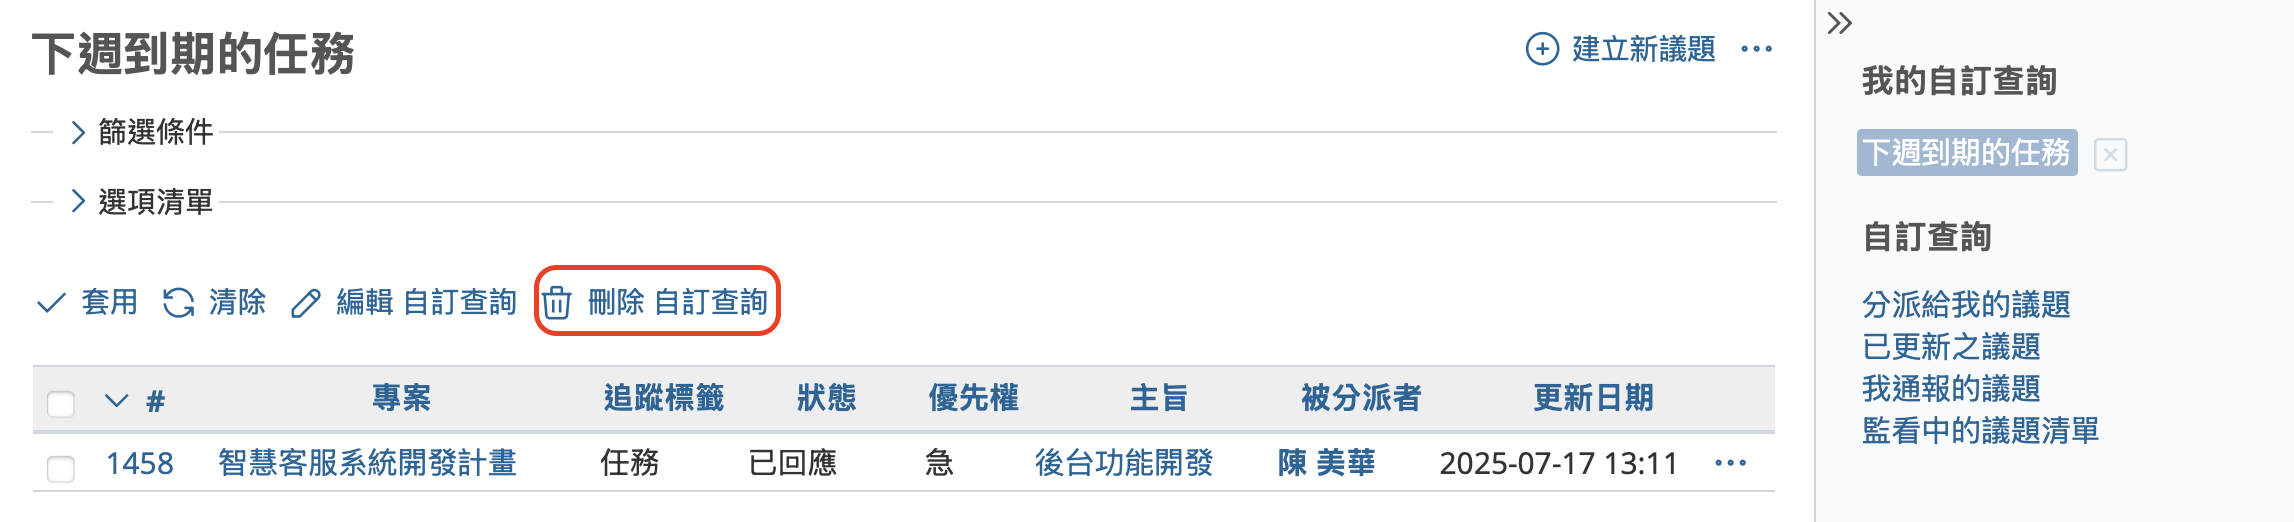 下週到期的任務
建立新議題 •••
篩選條件
選項清單
套用 清除 編輯 自訂查詢 刪除 自訂查詢
# 專案 追蹤標籤 狀態 優先權 主旨 被分派者 更新日期
1458 智慧客服系統開發計畫 任務 已回應 急 後台功能開發 陳 美華 2025-07-17 13:11 •••
我的自訂查詢
下週到期的任務
自訂查詢
分派給我的議題
已更新之議題
我通報的議題
監看中的議題清單